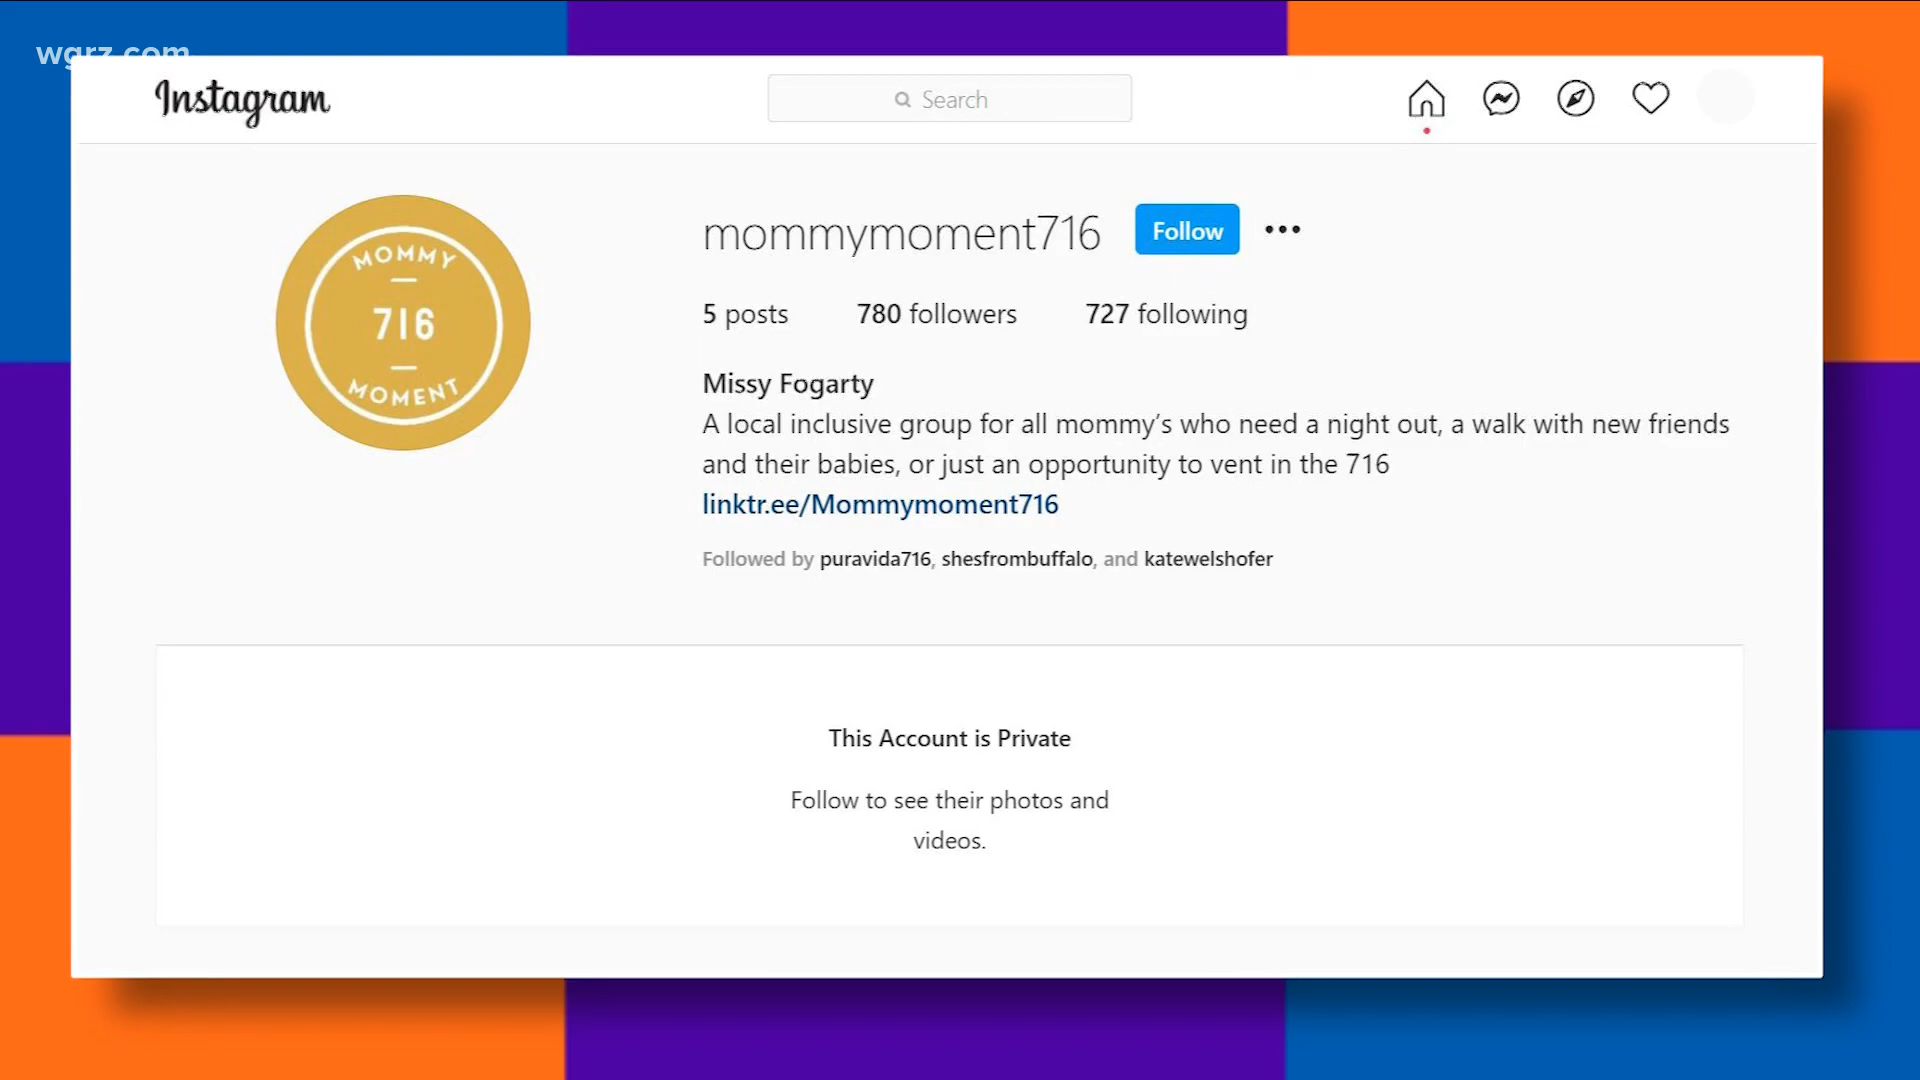 wgrz.com
Instagram
Search
MOMMY
716
MOMENT
mommymoment716 Follow
5 posts 780 followers 727 following
Missy Fogarty
A local inclusive group for all mommy’s who need a night out, a walk with new friends
and their babies, or just an opportunity to vent in the 716
linktr.ee/Mommymoment716
Followed by puravida716, shesfrombuffalo, and katewelshofer
This Account is Private
Follow to see their photos and
videos.